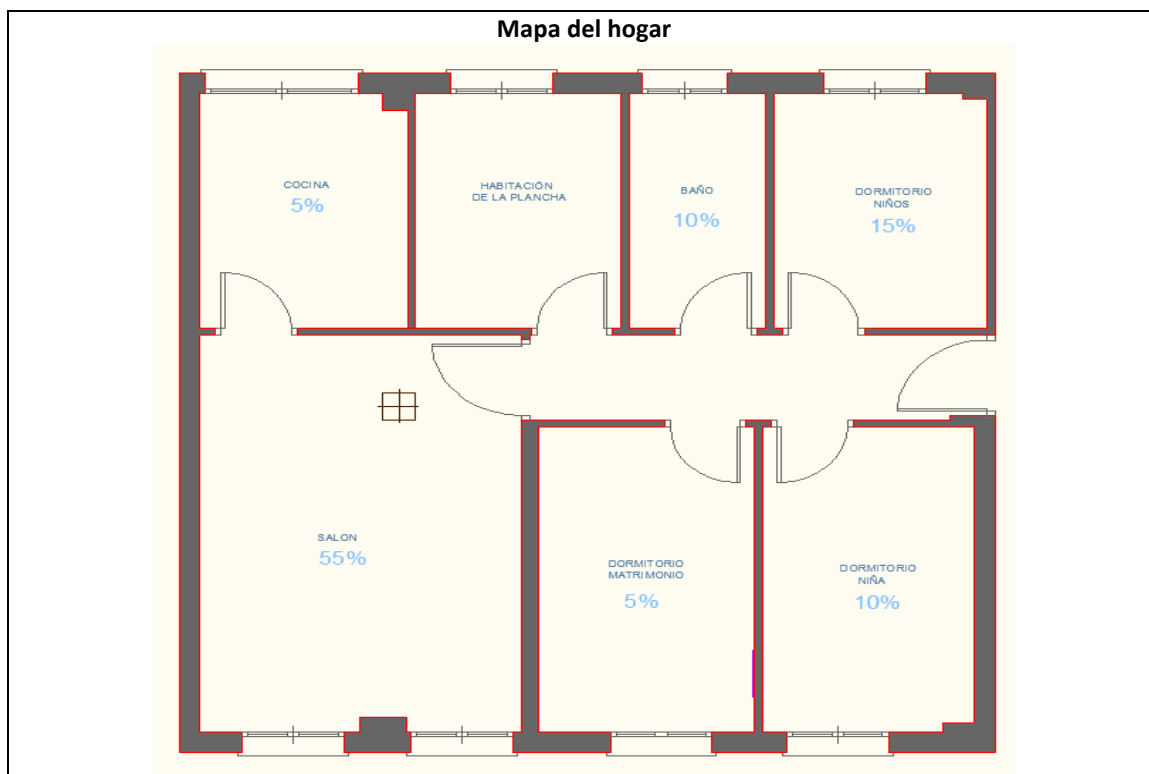 Mapa del hogar
COCINA
5%
HABITACIÓN
DE LA PLANCHA
BAÑO
10%
DORMITORIO
NIÑOS
15%
SALON
55%
DORMITORIO
MATRIMONIO
5%
DORMITORIO
NIÑA
10%